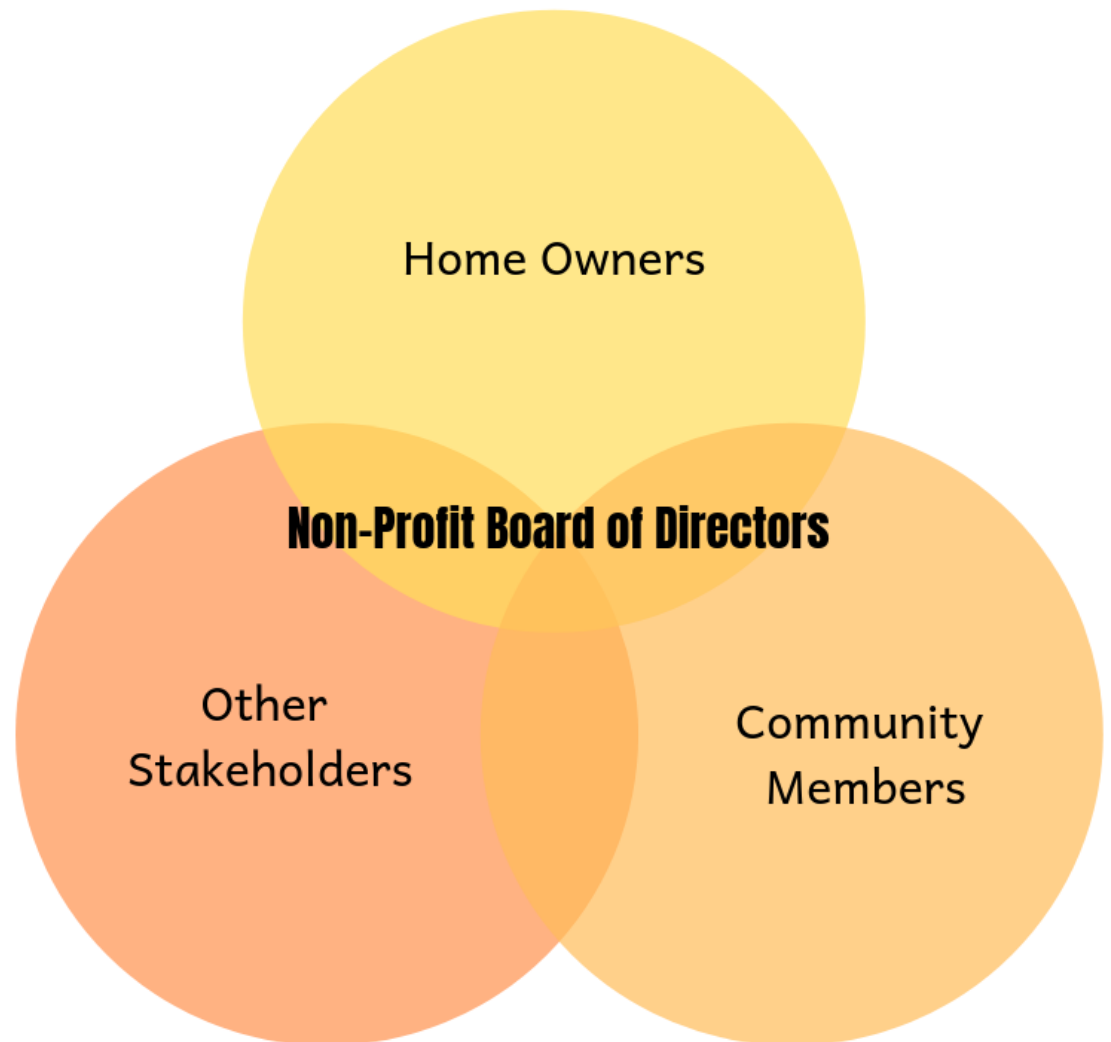 Home Owners
Non-Profit Board of Directors
Other
Stakeholders
Community
Members